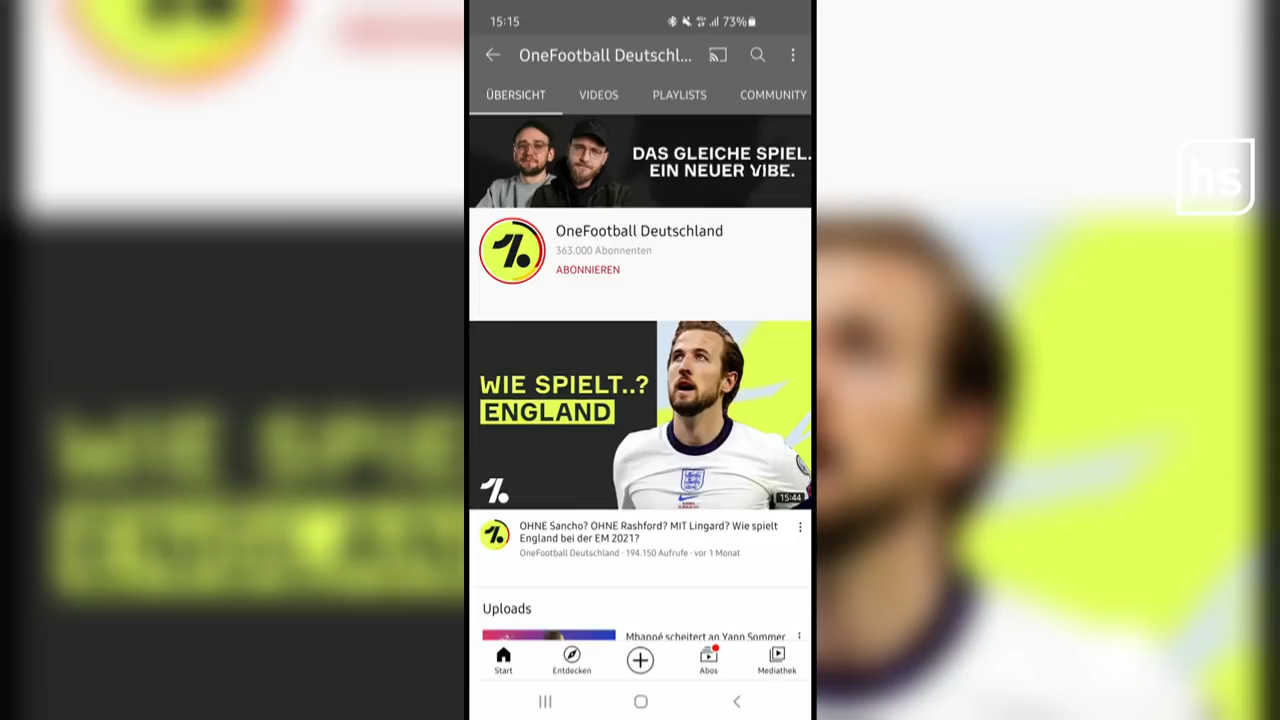 15:15
73%
OneFootball Deutschl...
ÜBERSICHT
VIDEOS
PLAYLISTS
COMMUNITY
DAS GLEICHE SPIEL.
EIN NEUER VIBE.
OneFootball Deutschland
363.000 Abonnenten
ABONNIEREN
WIE SPIELT..?
ENGLAND
15:44
OHNE Sancho? OHNE Rashford? MIT Lingard? Wie spielt
England bei der EM 2021?
OneFootball Deutschland · 194.150 Aufrufe · vor 1 Monat
Uploads
Mbappé scheitert an Yann Sommer
Start
Entdecken
Abos
Mediathek
hs